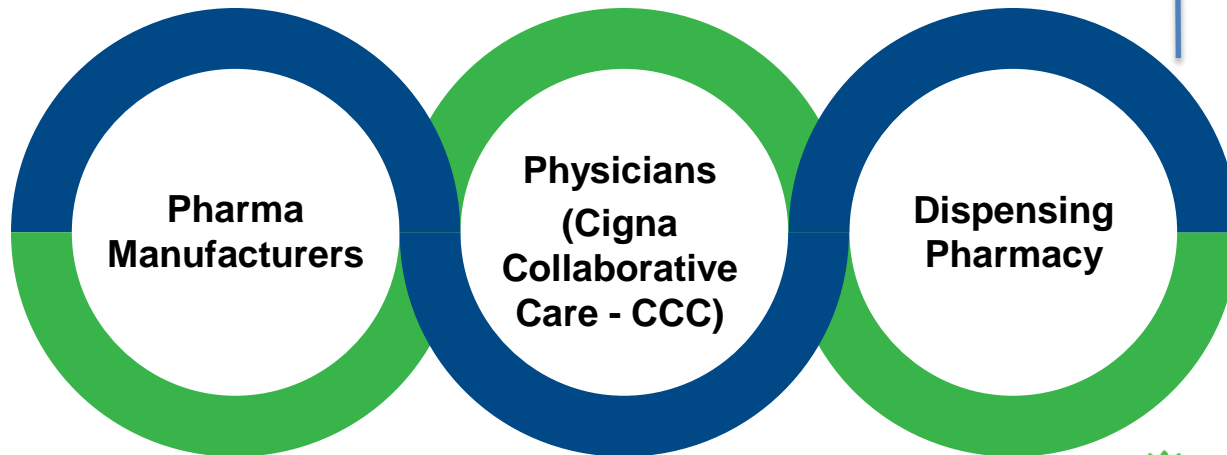 Pharma
Manufacturers
Physicians
(Cigna
Collaborative
Care - CCC)
Dispensing
Pharmacy